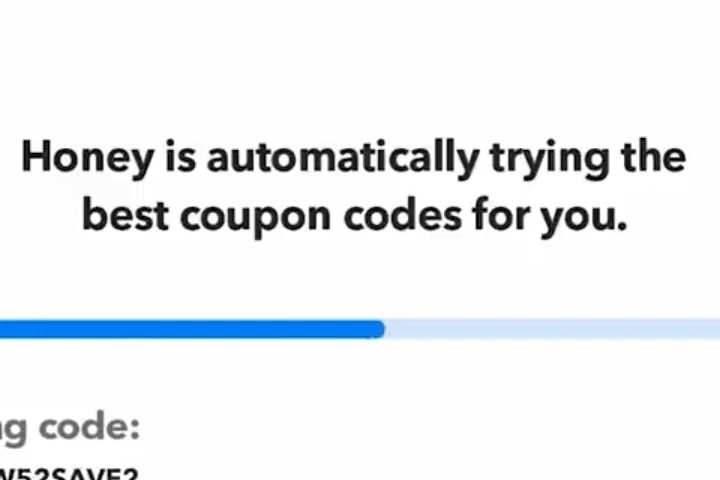 Honey is automatically trying the
best coupon codes for you.
code: